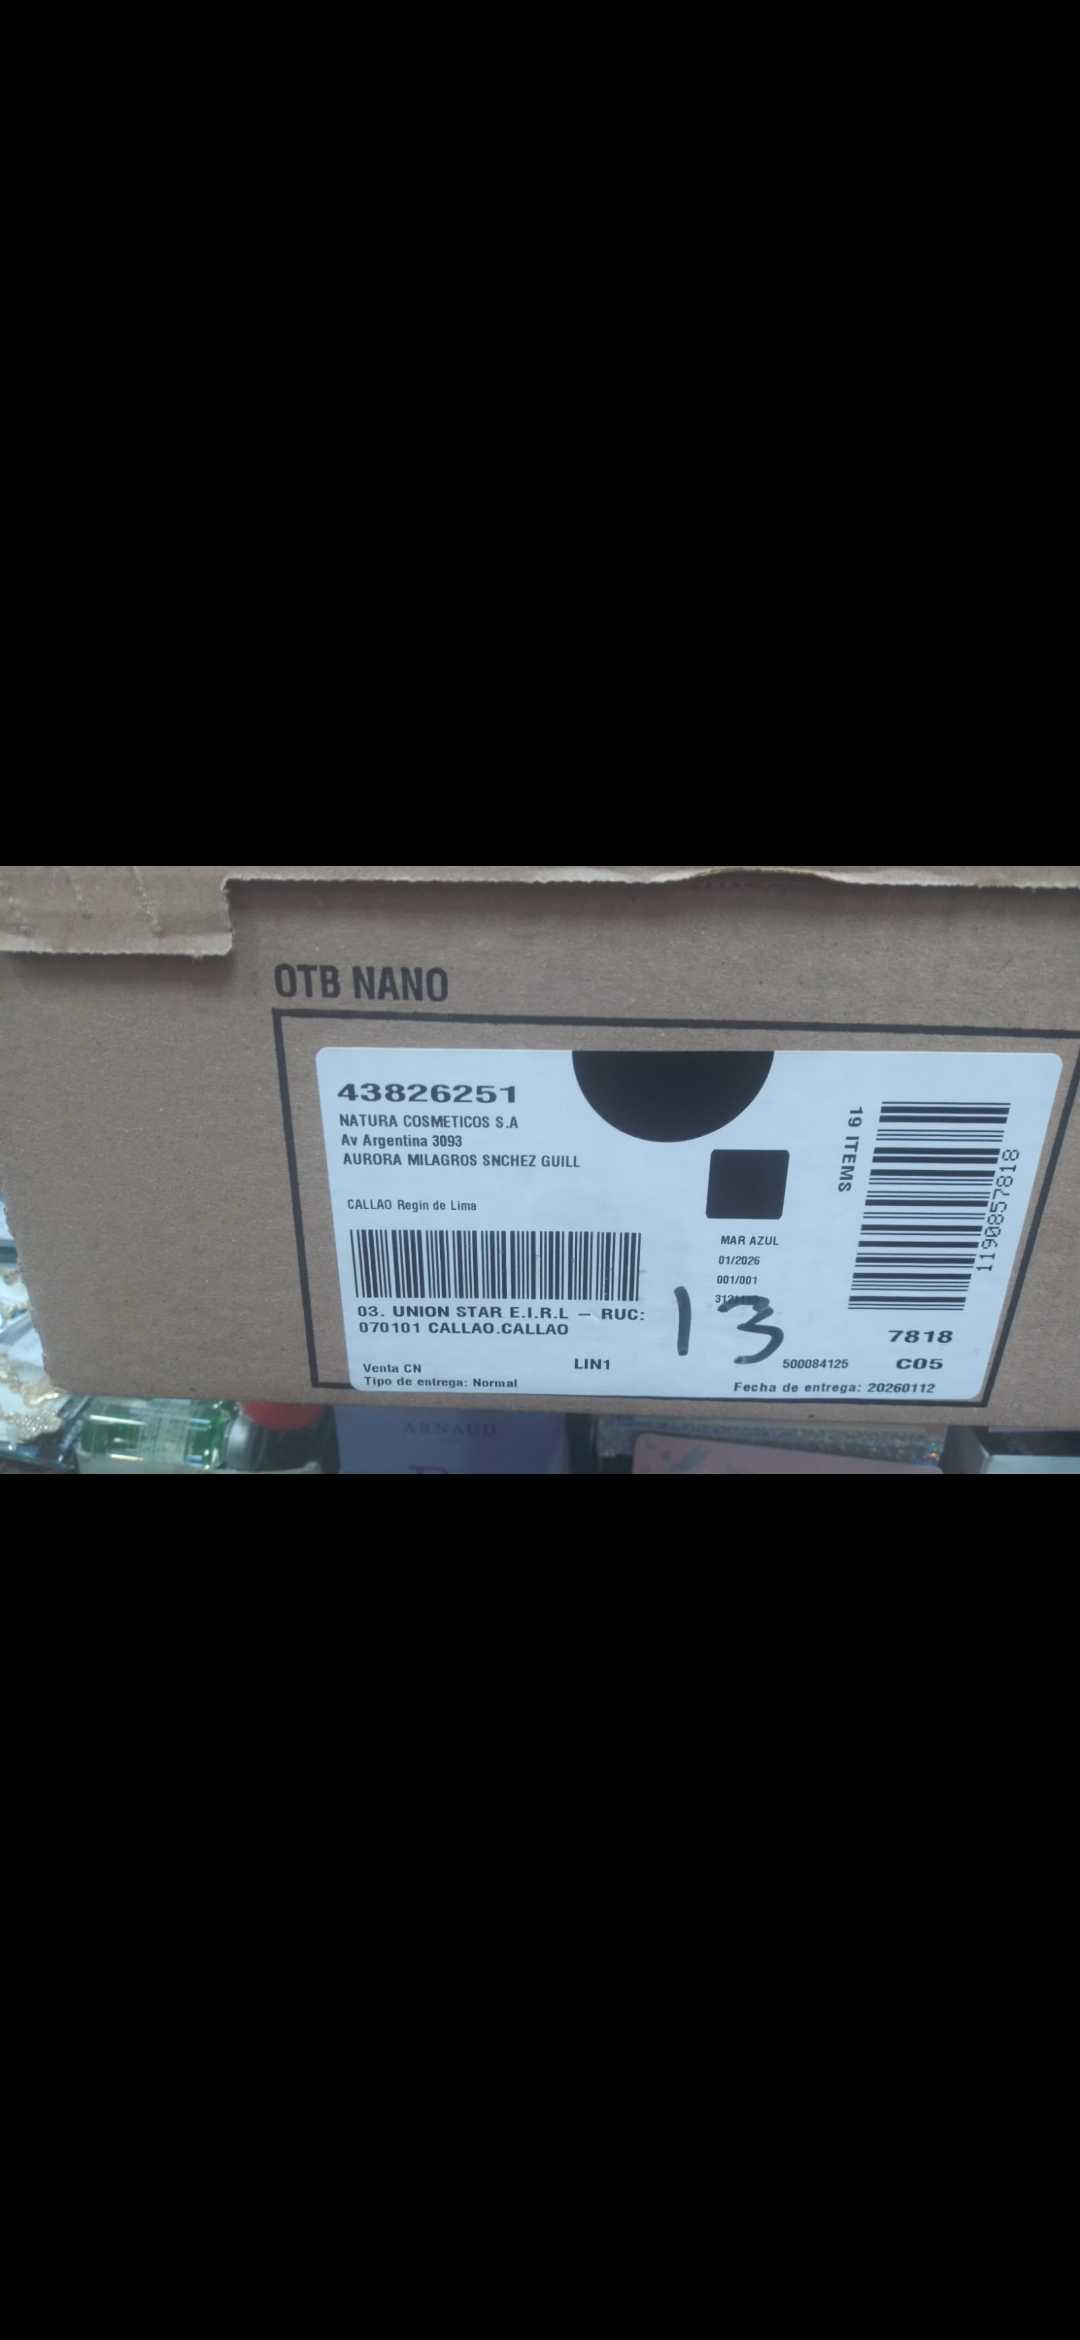 OTB NANO
43826251
NATURA COSMETICOS S.A
Av Argentina 3093
AURORA MILAGROS SNCHEZ GUILL
CALLAO Regin de Lima
03. UNION STAR E.I.R.L — RUC:
070101 CALLAO.CALLAO
Venta CN
LIN1
Tipo de entrega: Normal
MAR AZUL
01/2026
001/001
13
500084125
19 ITEMS
1190857818
7818
C05
Fecha de entrega: 20260112
ARNAUD